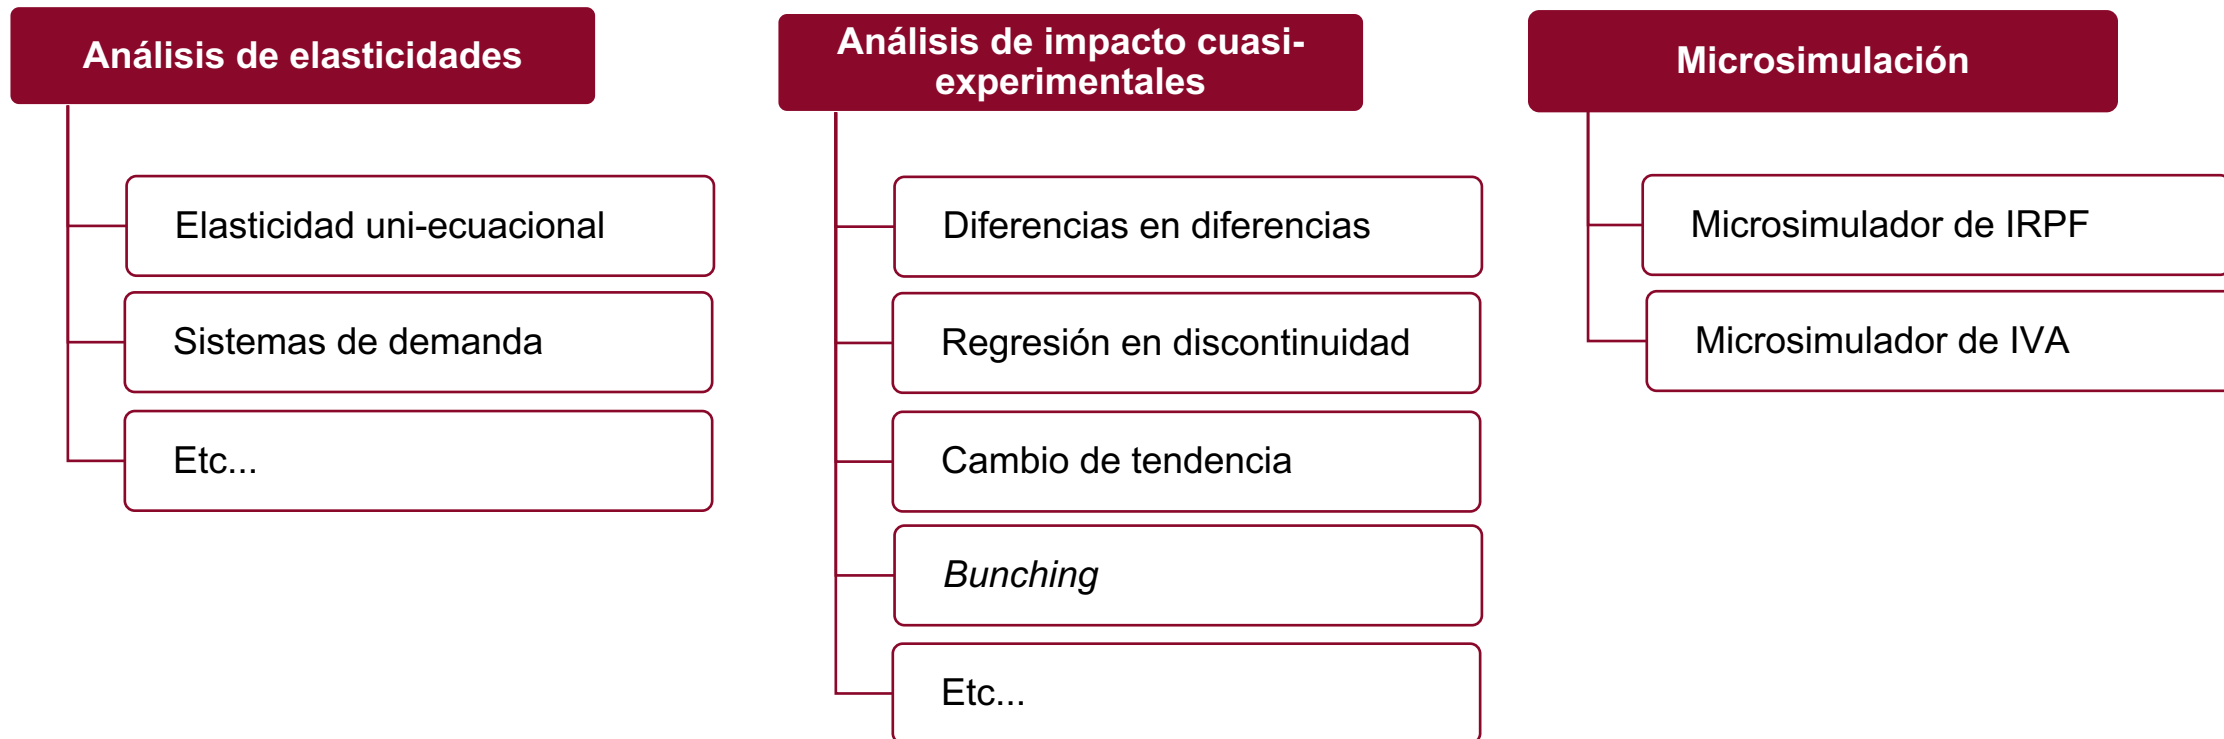 Análisis de elasticidades
Elasticidad uni-ecuacional
Sistemas de demanda
Etc...
Análisis de impacto cuasi-
experimentales
Diferencias en diferencias
Regresión en discontinuidad
Cambio de tendencia
Bunching
Etc...
Microsimulación
Microsimulador de IRPF
Microsimulador de IVA